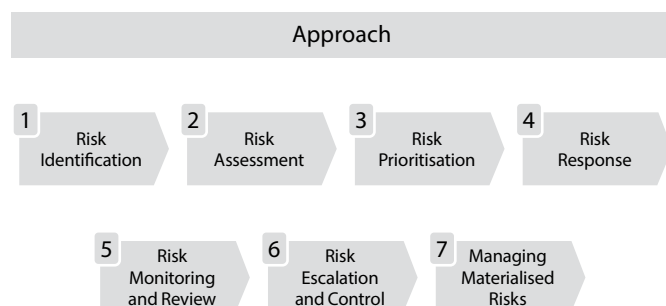 Approach
1
Risk
Identification
2
Risk
Assessment
3
Risk
Prioritisation
4
Risk
Response
5
Risk
Monitoring
and Review
6
Risk
Escalation
and Control
7
Managing
Materialised
Risks